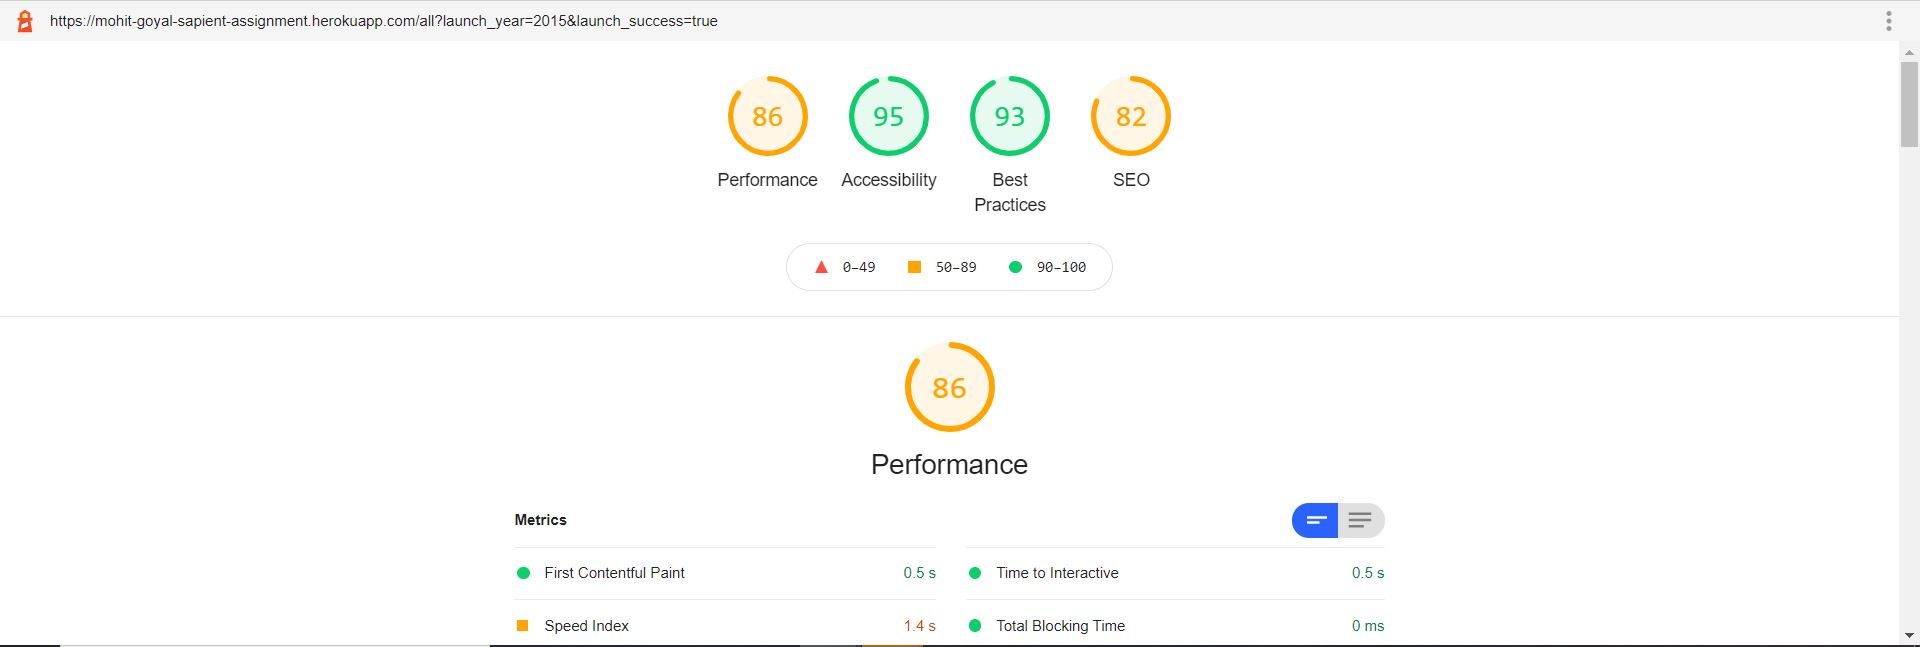 https://mohit-goyal-sapient-assignment.herokuapp.com/all?launch_year=2015&launch_success=true
86 95 93 82
Performance Accessibility Best Practices SEO
0–49 50–89 90–100
86
Performance
Metrics
First Contentful Paint 0.5 s Time to Interactive 0.5 s
Speed Index 1.4 s Total Blocking Time 0 ms